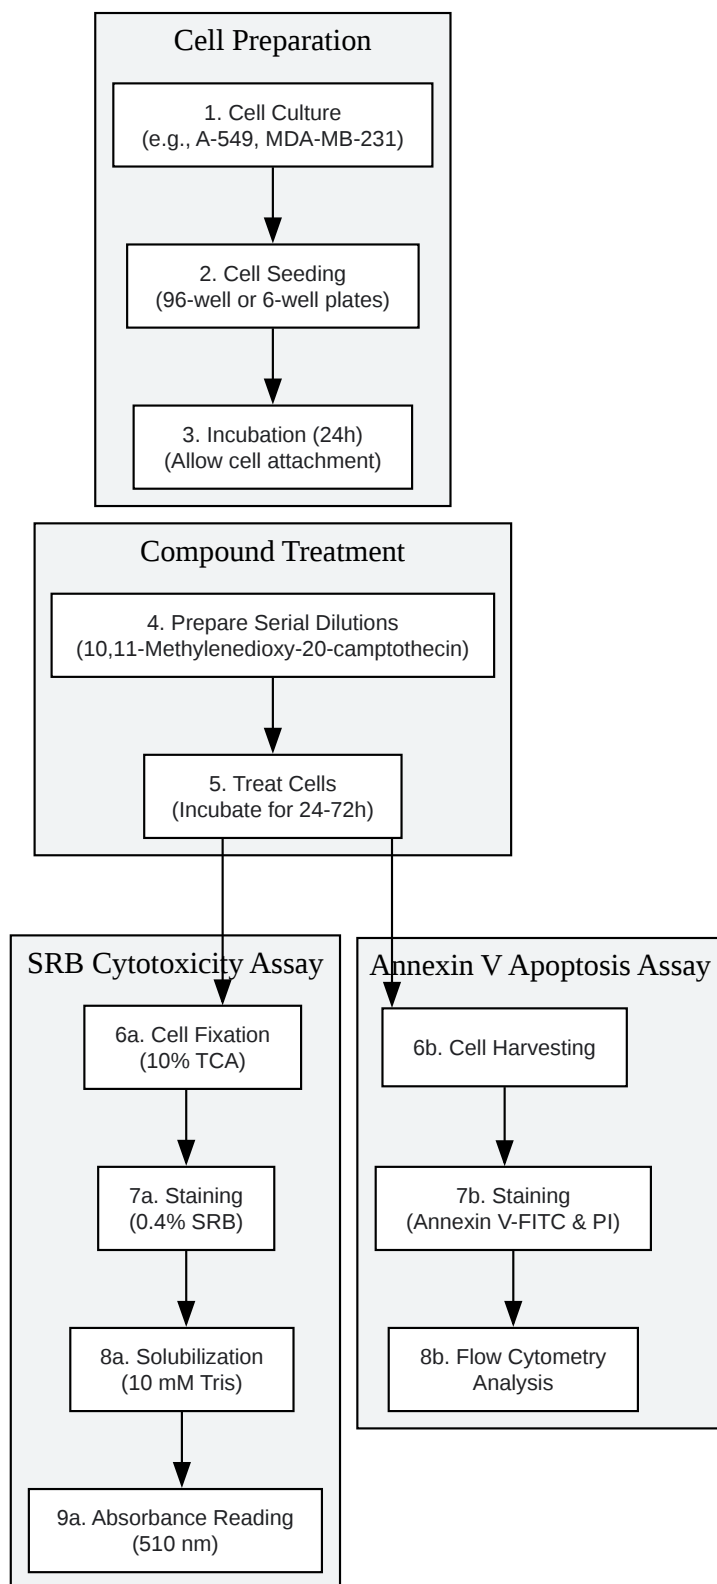 Cell Preparation
1. Cell Culture
(e.g., A-549, MDA-MB-231)
2. Cell Seeding
(96-well or 6-well plates)
3. Incubation (24h)
(Allow cell attachment)
Compound Treatment
4. Prepare Serial Dilutions
(10,11-Methylenedioxy-20-camptothecin)
5. Treat Cells
(Incubate for 24-72h)
SRB Cytotoxicity Assay
6a. Cell Fixation
(10% TCA)
7a. Staining
(0.4% SRB)
8a. Solubilization
(10 mM Tris)
9a. Absorbance Reading
(510 nm)
Annexin V Apoptosis Assay
6b. Cell Harvesting
7b. Staining
(Annexin V-FITC & PI)
8b. Flow Cytometry
Analysis